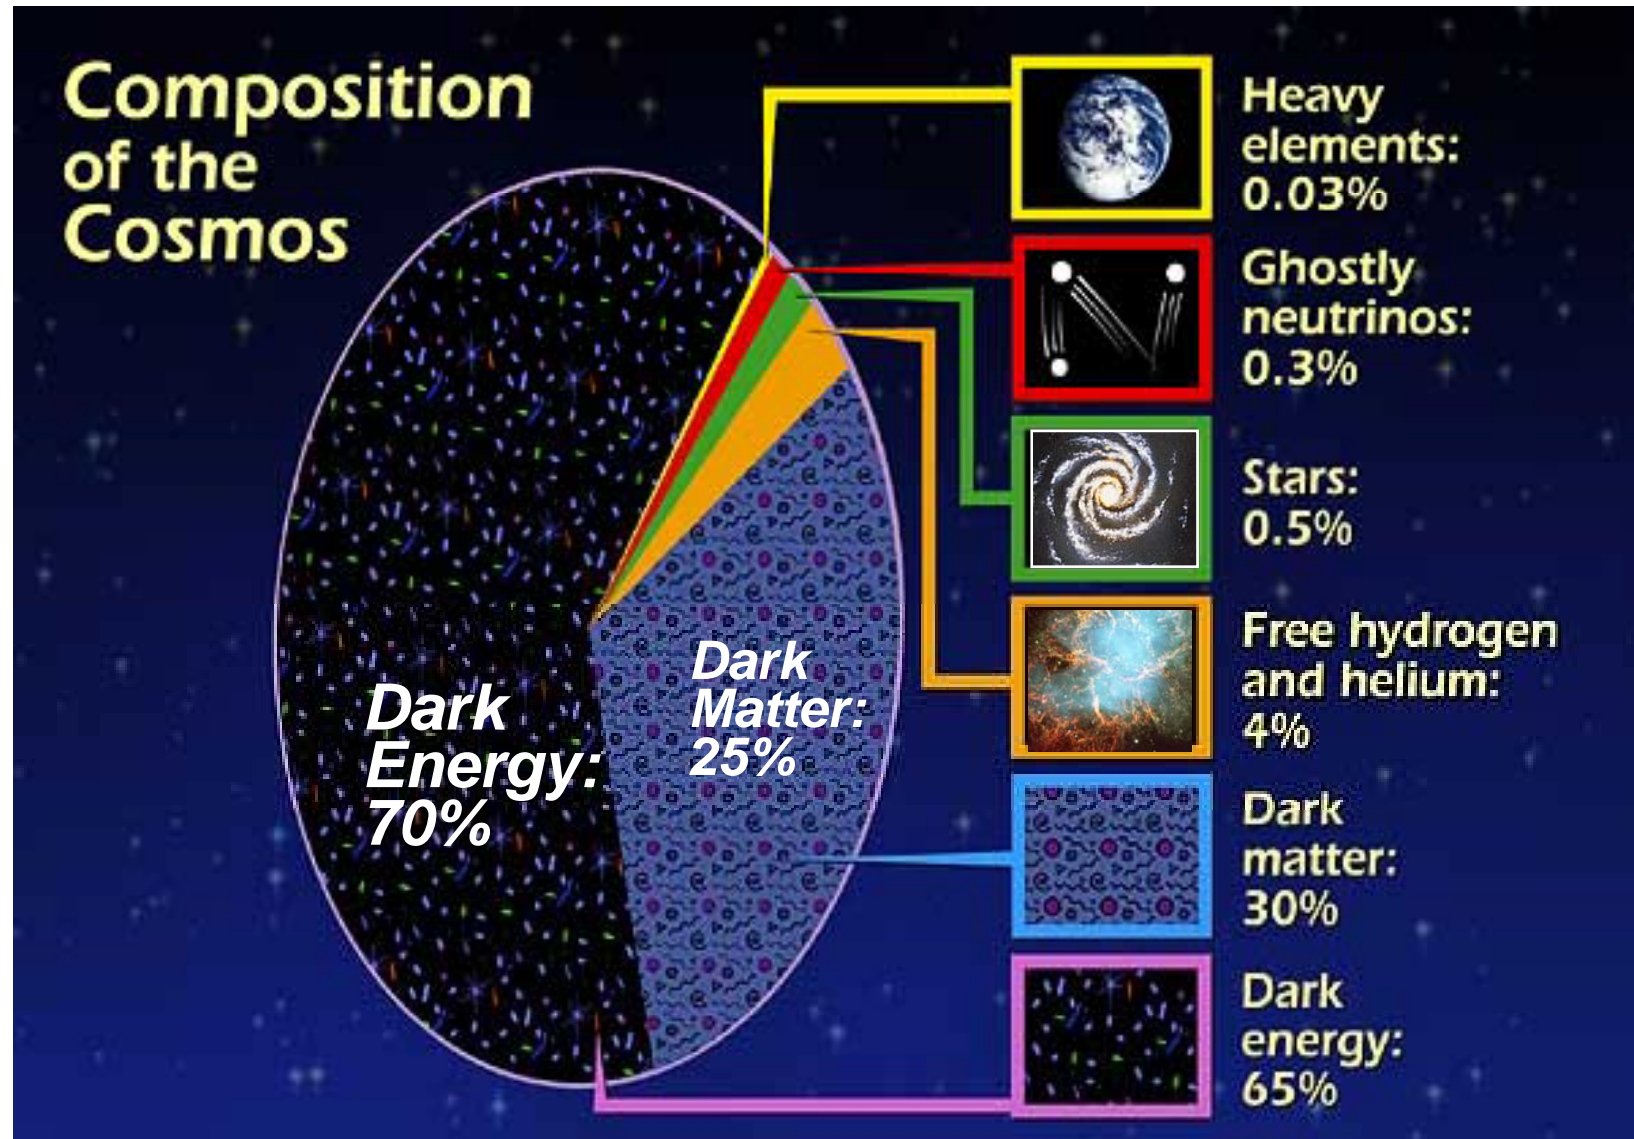 Composition
of the
Cosmos
Heavy
elements:
0.03%
Ghostly
neutrinos:
0.3%
Stars:
0.5%
Free hydrogen
and helium:
4%
Dark
matter:
30%
Dark
energy:
65%
Dark
Energy:
70%
Dark
Matter:
25%